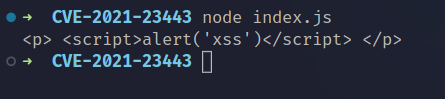 ➜ CVE-2021-23443 node index.js
<p> <script>alert('xss')</script> </p>
➜ CVE-2021-23443